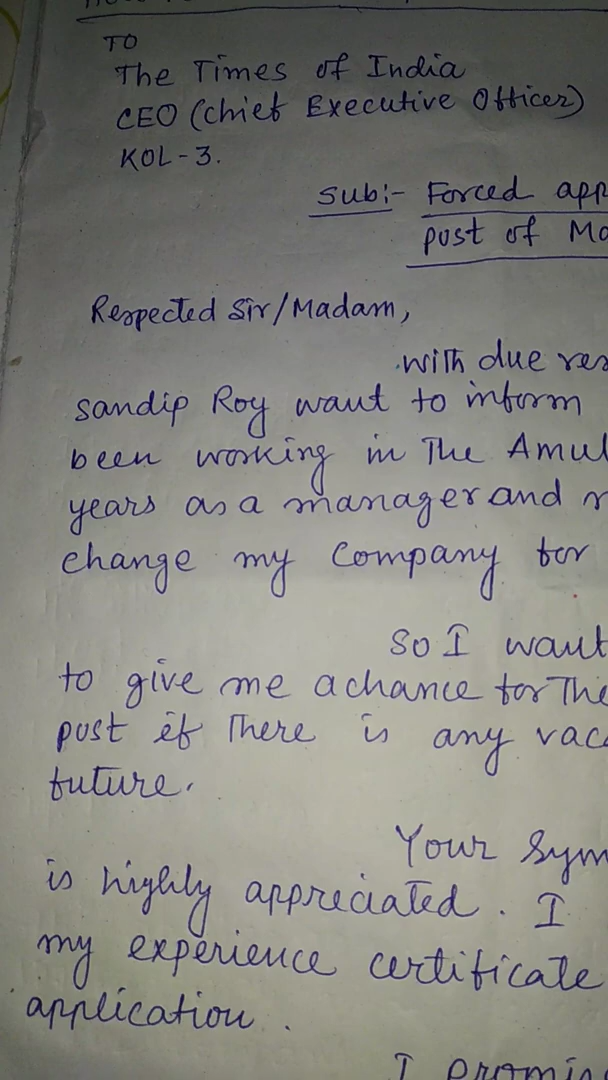 TO
The Times of India
CEO (Chief Executive Officer)
KOL-3.
Sub:- Forced app
post of Ma
Respected Sir/Madam,
with due res
sandip Roy want to inform
been working in The Amul
years as a manager and
change my Company for
so I want
to give me a chance for The
post if There is any vac
future.
Your Sym
is highly appreciated. I
my experience certificate
application.
I promis